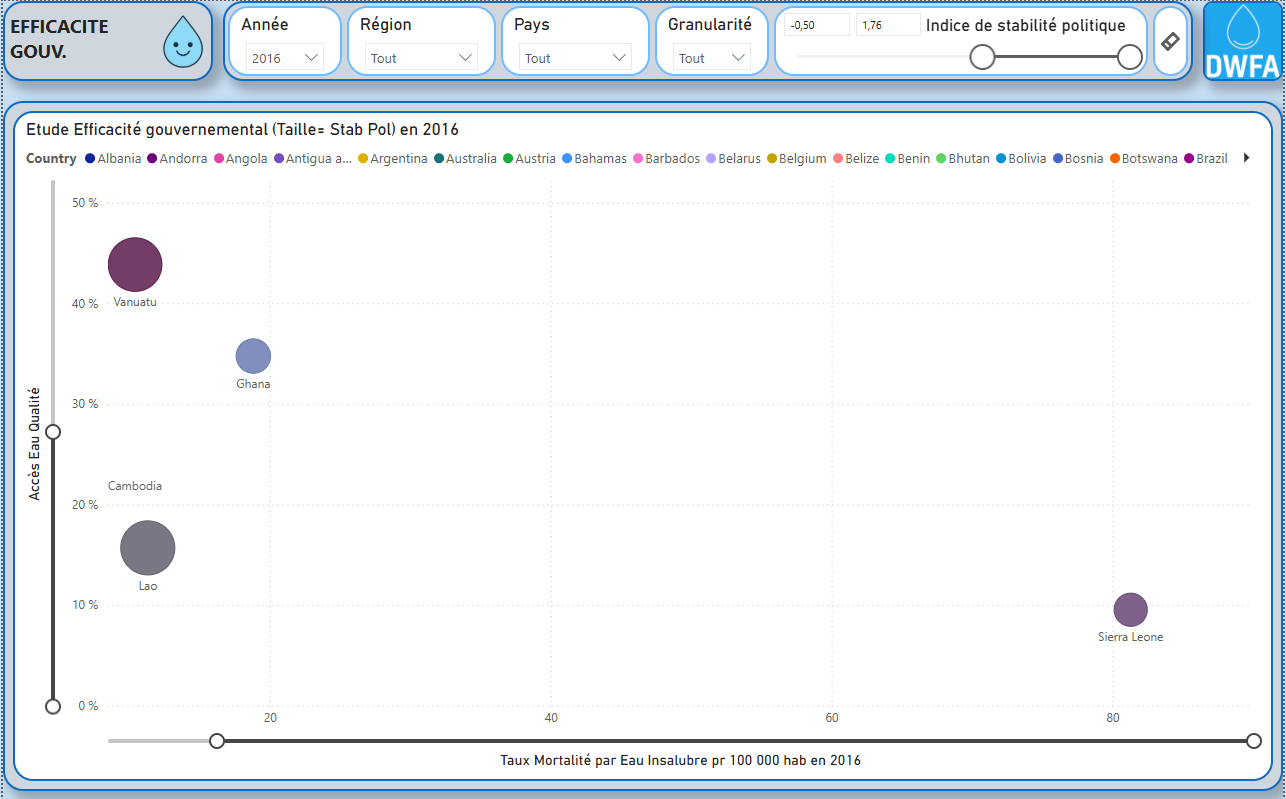 EFFICACITE
GOUV.
Année
2016
Région
Tout
Pays
Tout
Granularité
Tout
-0,50
1,76
Indice de stabilité politique
DWFA
Etude Efficacité gouvernemental (Taille= Stab Pol) en 2016
Country Albania Andorra Angola Antigua a... Argentina Australia Austria Bahamas Barbados Belarus Belgium Belize Benin Bhutan Bolivia Bosnia Botswana Brazil
50 %
Vanuatu
40 %
Ghana
30 %
Accès Eau Qualité
Cambodia
20 %
Lao
10 %
Sierra Leone
0 %
20 40 60 80
Taux Mortalité par Eau Insalubre pr 100 000 hab en 2016